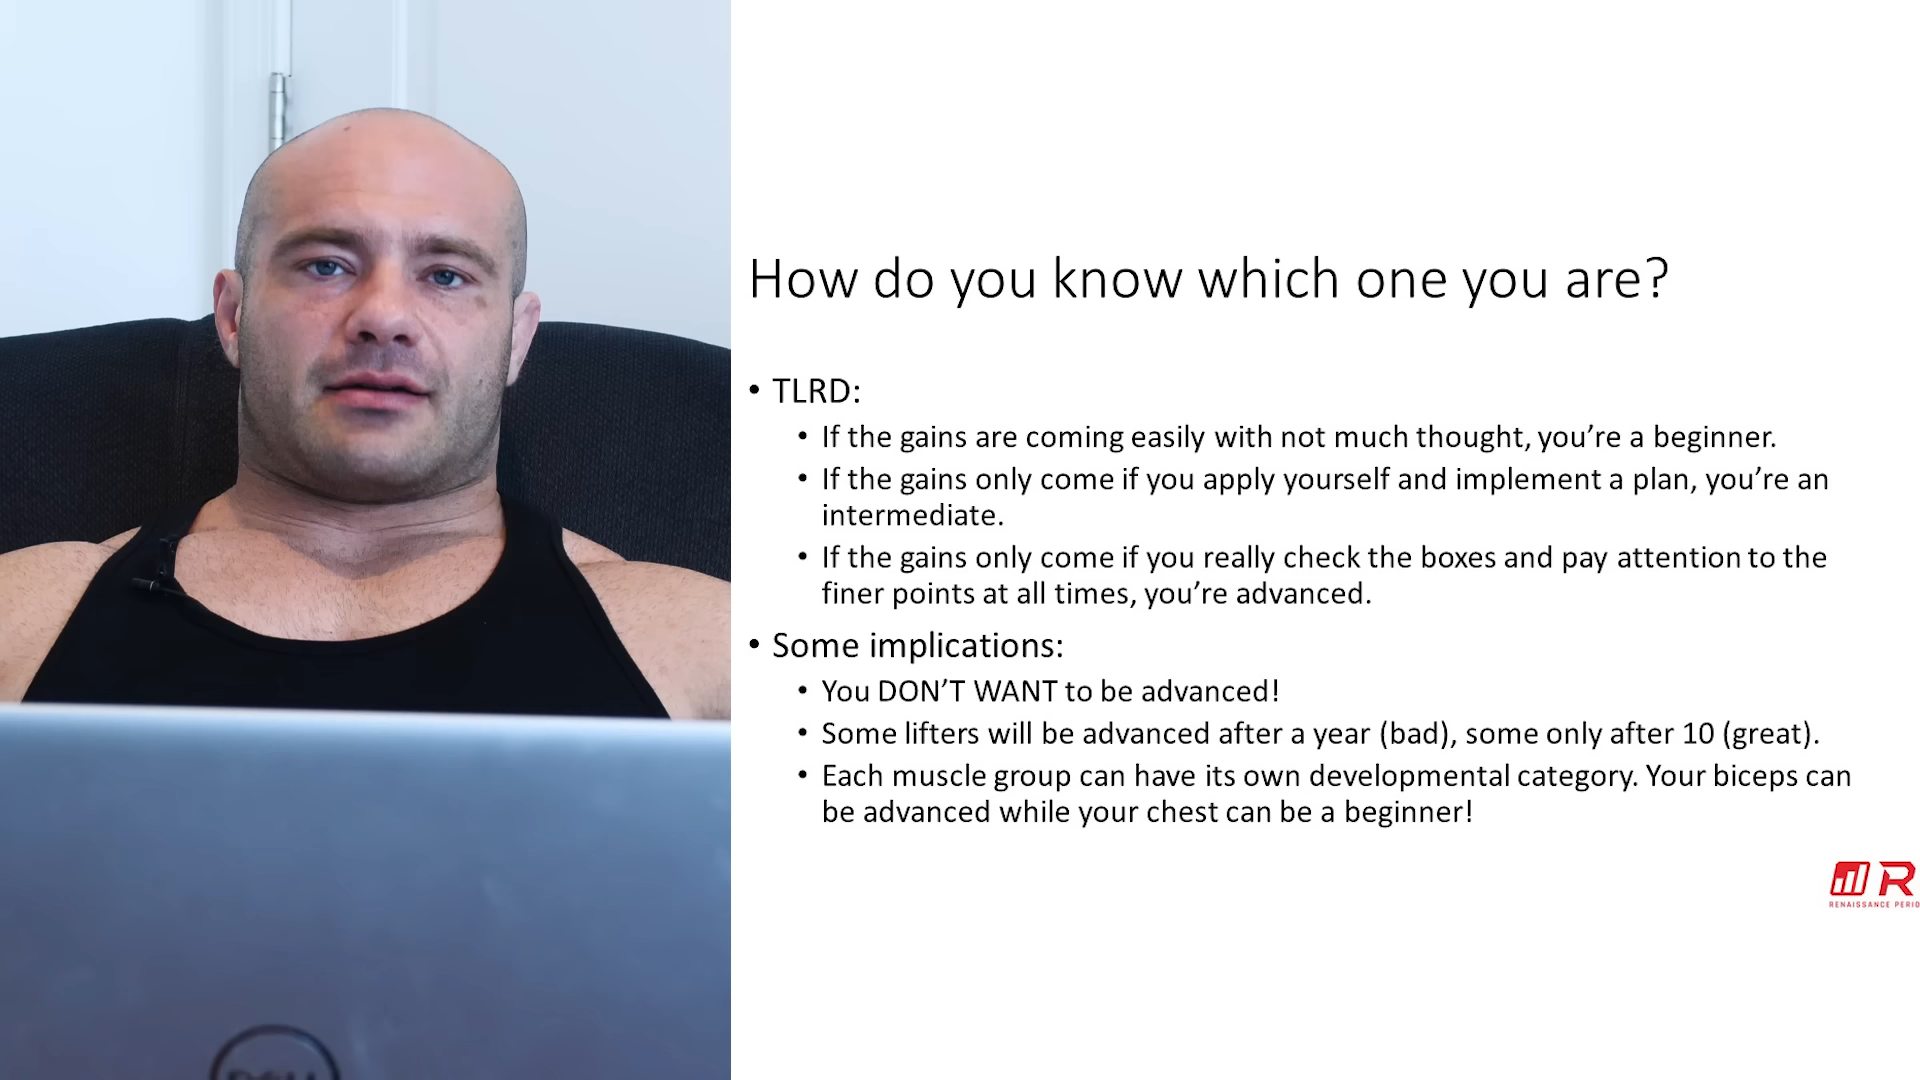 How do you know which one you are?
• TLRD:
• If the gains are coming easily with not much thought, you’re a beginner.
• If the gains only come if you apply yourself and implement a plan, you’re an
intermediate.
• If the gains only come if you really check the boxes and pay attention to the
finer points at all times, you’re advanced.
• Some implications:
• You DON’T WANT to be advanced!
• Some lifters will be advanced after a year (bad), some only after 10 (great).
• Each muscle group can have its own developmental category. Your biceps can
be advanced while your chest can be a beginner!
R
RENAISSANCE PERIO